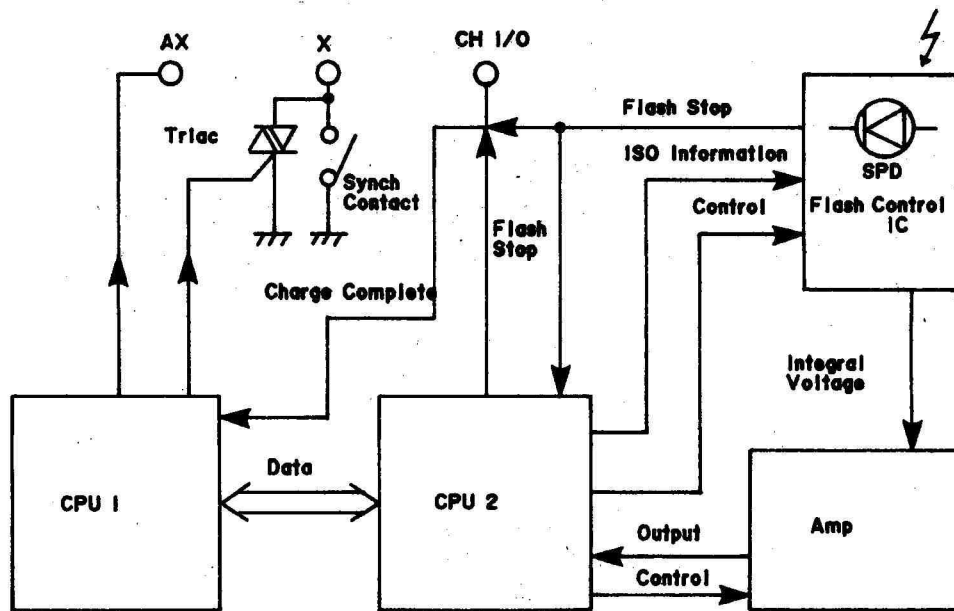 AX
X
CH I/O
Triac
Synch
Contact
Flash Stop
ISO Information
Control
SPD
Flash Control
IC
Flash
Stop
Charge Complete
Integral
Voltage
Data
CPU 1
CPU 2
Amp
Output
Control